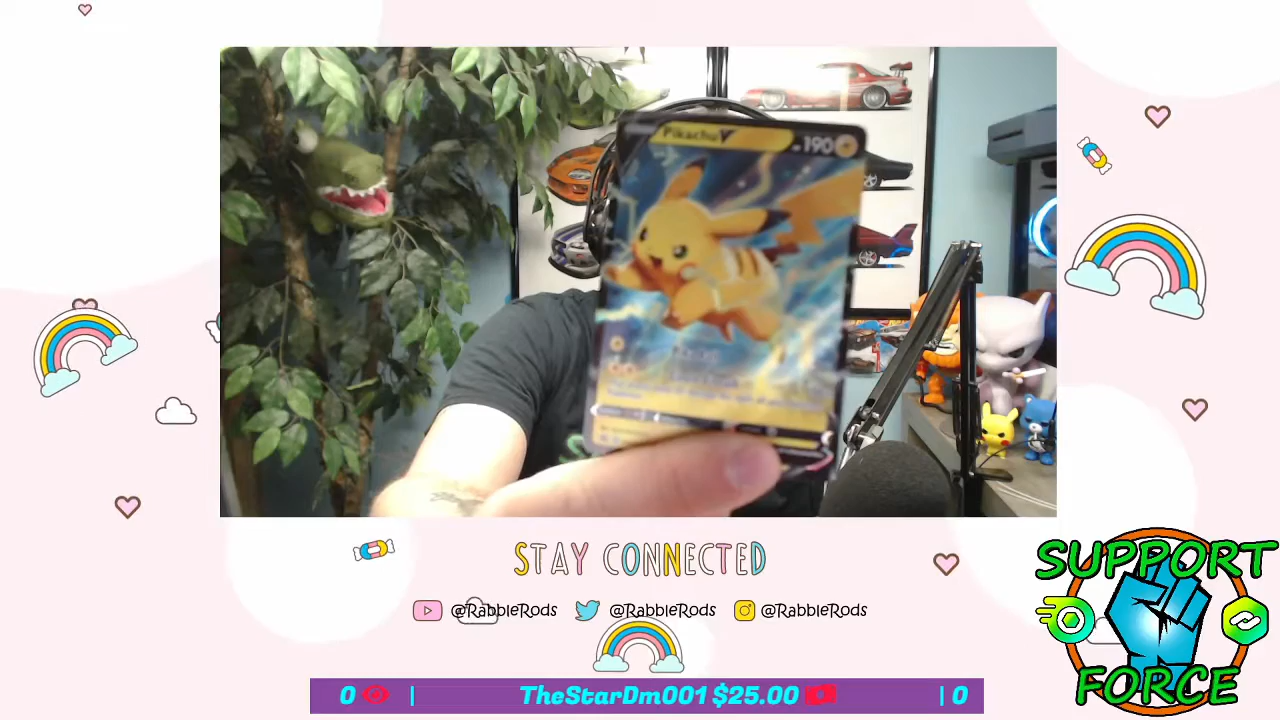 Pikachu V
190
STAY CONNECTED
@RabbleRods @RabbleRods @RabbleRods
SUPPORT
FORCE
0 | TheStarDm001 $25.00 | 0